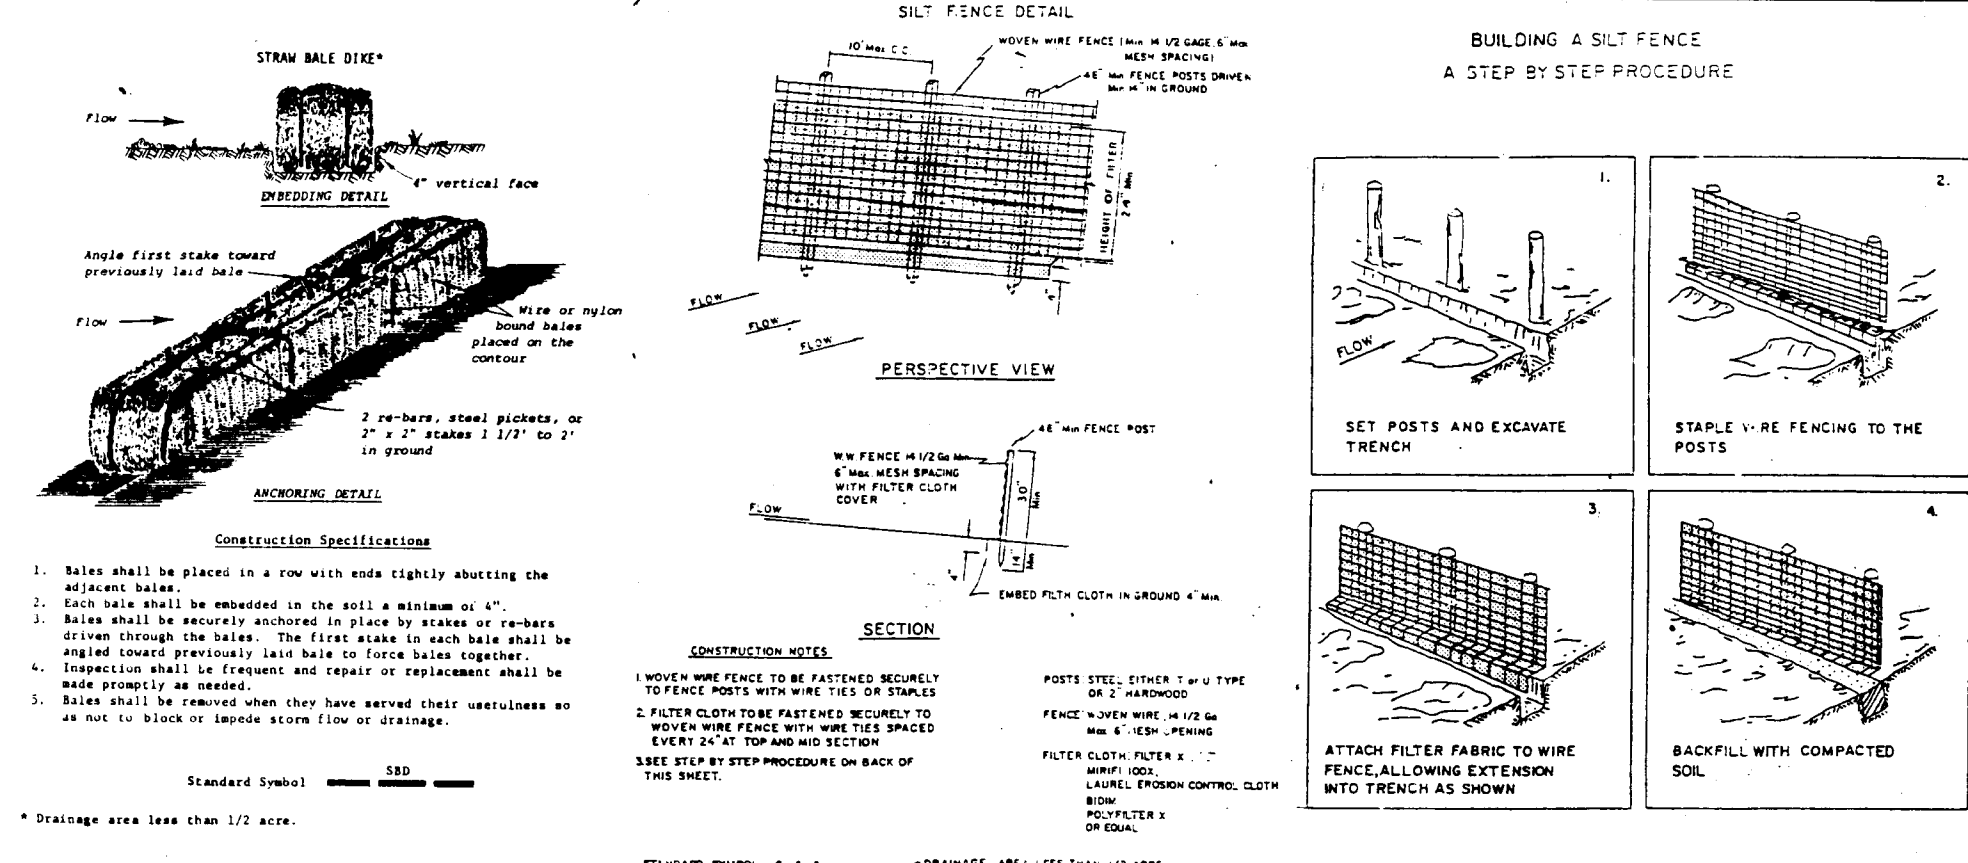 STRAW BALE DIKE*
Flow
4" vertical face
EMBEDDING DETAIL
Angle first stake toward
previously laid bale
Flow
Wire or nylon
bound bales
placed on the
contour
2 re-bars, steel pickets, or
2" x 2" stakes 1 1/2' to 2'
in ground
ANCHORING DETAIL
Construction Specifications
1. Bales shall be placed in a row with ends tightly abutting the
adjacent bales.
2. Each bale shall be embedded in the soil a minimum of 4".
3. Bales shall be securely anchored in place by stakes or re-bars
driven through the bales. The first stake in each bale shall be
angled toward previously laid bale to force bales together.
4. Inspection shall be frequent and repair or replacement shall be
made promptly as needed.
5. Bales shall be removed when they have served their usefulness so
as not to block or impede storm flow or drainage.
Standard Symbol
SBD
* Drainage area less than 1/2 acre.
SILT FENCE DETAIL
10' Max C.C.
WOVEN WIRE FENCE (Min 14 1/2 GAGE, 6" Max
MESH SPACING)
48" Min FENCE POSTS DRIVEN
Min 14" IN GROUND
HEIGHT OF FILTER
24" Min
4"
FLOW
FLOW
FLOW
PERSPECTIVE VIEW
48" Min FENCE POST
W.W. FENCE 14 1/2 Ga Min
6" Max. MESH SPACING
WITH FILTER CLOTH
COVER
30"
Min
FLOW
14"
Min
4"
EMBED FILTH CLOTH IN GROUND 4" Min.
SECTION
CONSTRUCTION NOTES
1. WOVEN WIRE FENCE TO BE FASTENED SECURELY
TO FENCE POSTS WITH WIRE TIES OR STAPLES
2. FILTER CLOTH TO BE FASTENED SECURELY TO
WOVEN WIRE FENCE WITH WIRE TIES SPACED
EVERY 24" AT TOP AND MID SECTION
3. SEE STEP BY STEP PROCEDURE ON BACK OF
THIS SHEET.
POSTS: STEEL EITHER T or U TYPE
OR 2" HARDWOOD
FENCE: WOVEN WIRE, 14 1/2 Ga
Max 6" MESH OPENING
FILTER CLOTH: FILTER X
MIRIFI 100X,
LAUREL EROSION CONTROL CLOTH
BIDIM
POLYFILTER X
OR EQUAL
STANDARD SYMBOL
DRAINAGE AREA LESS THAN 1/2 ACRE
BUILDING A SILT FENCE
A STEP BY STEP PROCEDURE
1.
FLOW
SET POSTS AND EXCAVATE
TRENCH
2.
STAPLE WIRE FENCING TO THE
POSTS
3.
ATTACH FILTER FABRIC TO WIRE
FENCE, ALLOWING EXTENSION
INTO TRENCH AS SHOWN
4.
BACKFILL WITH COMPACTED
SOIL